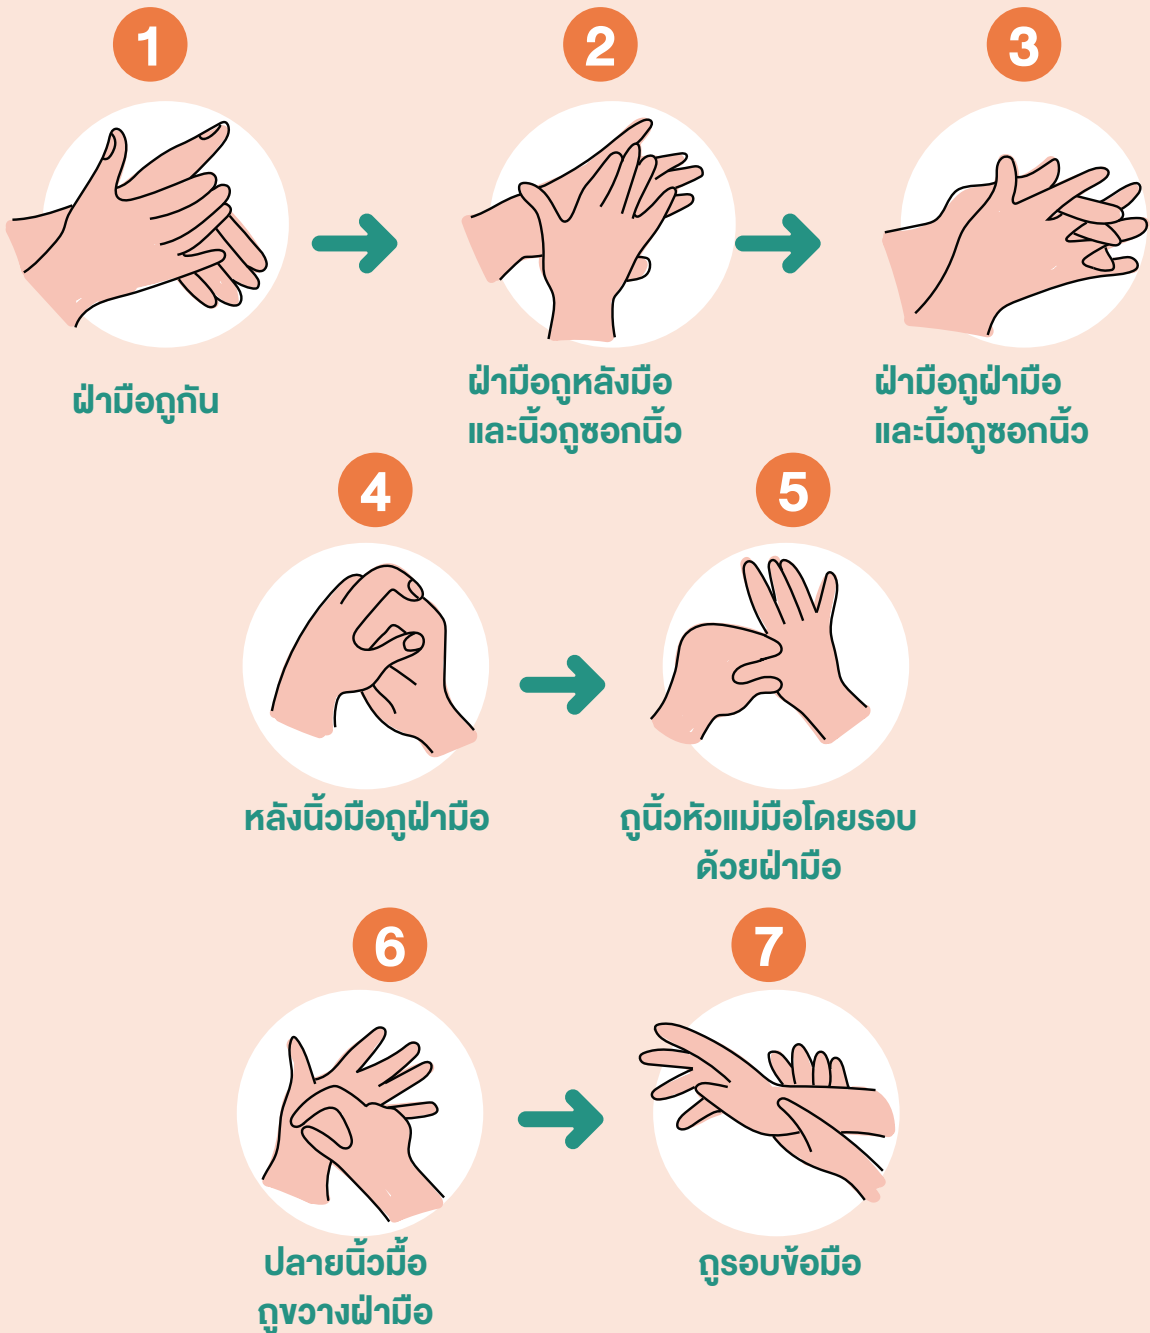 1
2
3
ฝ่ามือถูกัน
ฝ่ามือถูหลังมือ
และนิ้วถูซอกนิ้ว
ฝ่ามือถูฝ่ามือ
และนิ้วถูซอกนิ้ว
4
5
หลังนิ้วมือถูฝ่ามือ
ถูนิ้วหัวแม่มือโดยรอบ
ด้วยฝ่ามือ
6
7
ปลายนิ้วมื้อ
ถูขวางฝ่ามือ
ถูรอบข้อมือ